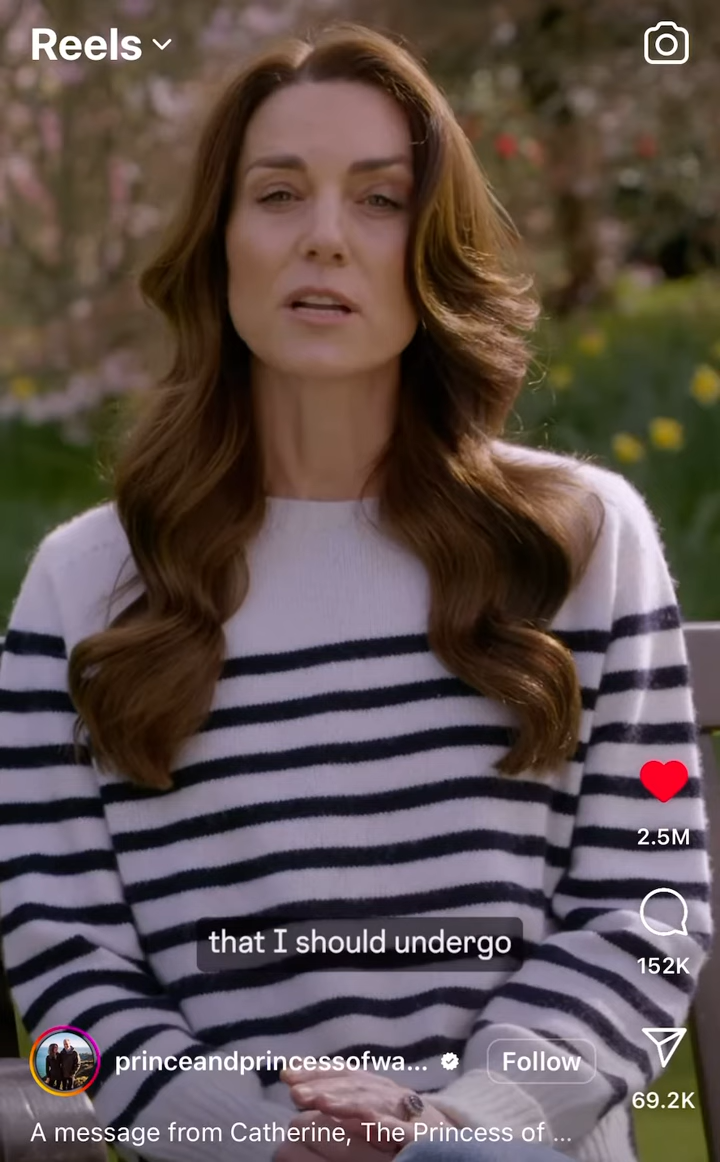 Reels
that I should undergo
2.5M
152K
princeandprincessofwa...
Follow
69.2K
A message from Catherine, The Princess of ...